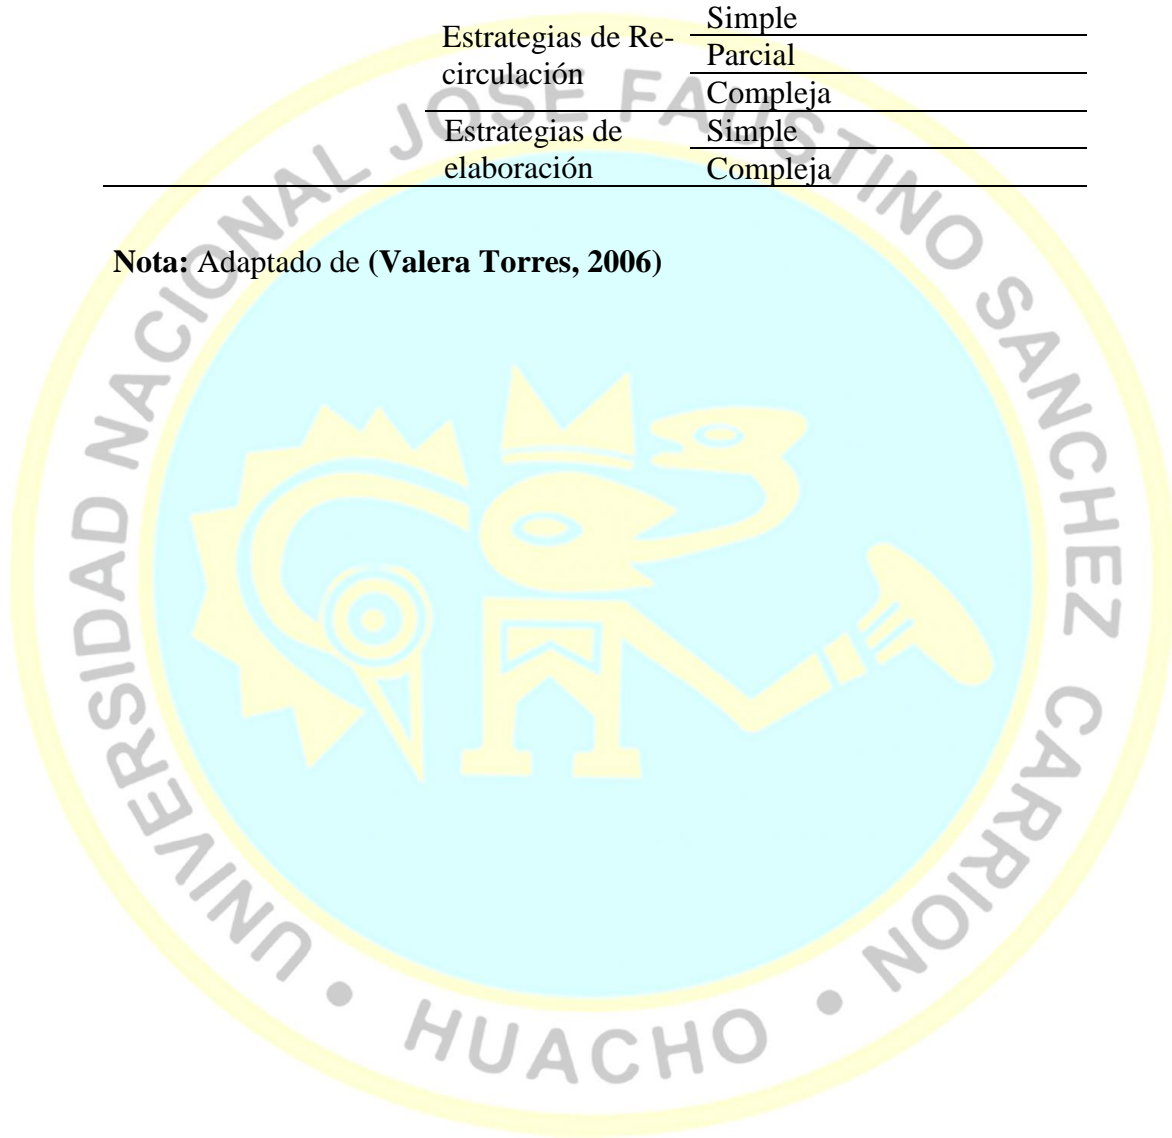 Estrategias de Re-
circulación
Simple
Parcial
Compleja
Estrategias de
elaboración
Simple
Compleja
Nota: Adaptado de (Valera Torres, 2006)
UNIVERSIDAD NACIONAL JOSE FAUSTINO SANCHEZ CARRION • HUACHO •